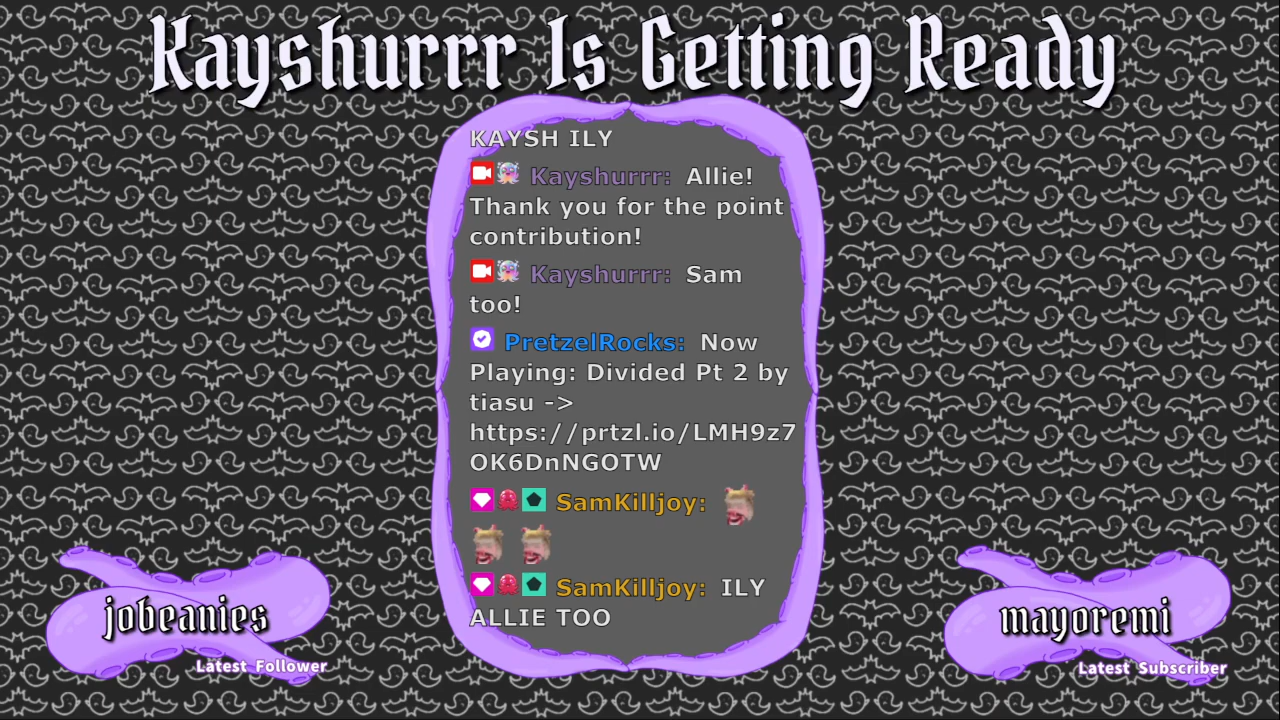 Kayshurrr Is Getting Ready
KAYSH ILY
Kayshurrr: Allie!
Thank you for the point
contribution!
Kayshurrr: Sam
too!
PretzelRocks: Now
Playing: Divided Pt 2 by
tiasu ->
https://prtzl.io/LMH9z7
OK6DnNGOTW
SamKilljoy:
SamKilljoy: ILY
ALLIE TOO
jobeanies
Latest Follower
mayoremi
Latest Subscriber